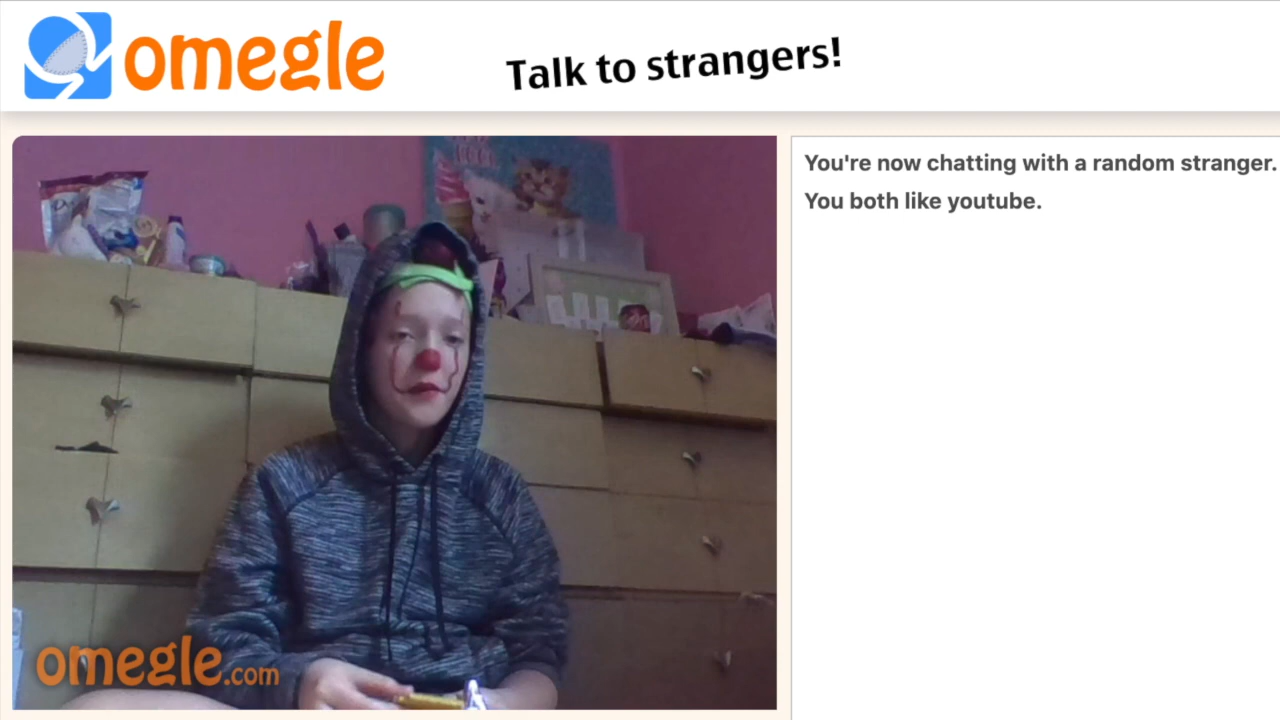 omegle
Talk to strangers!
You're now chatting with a random stranger.
You both like youtube.
omegle.com